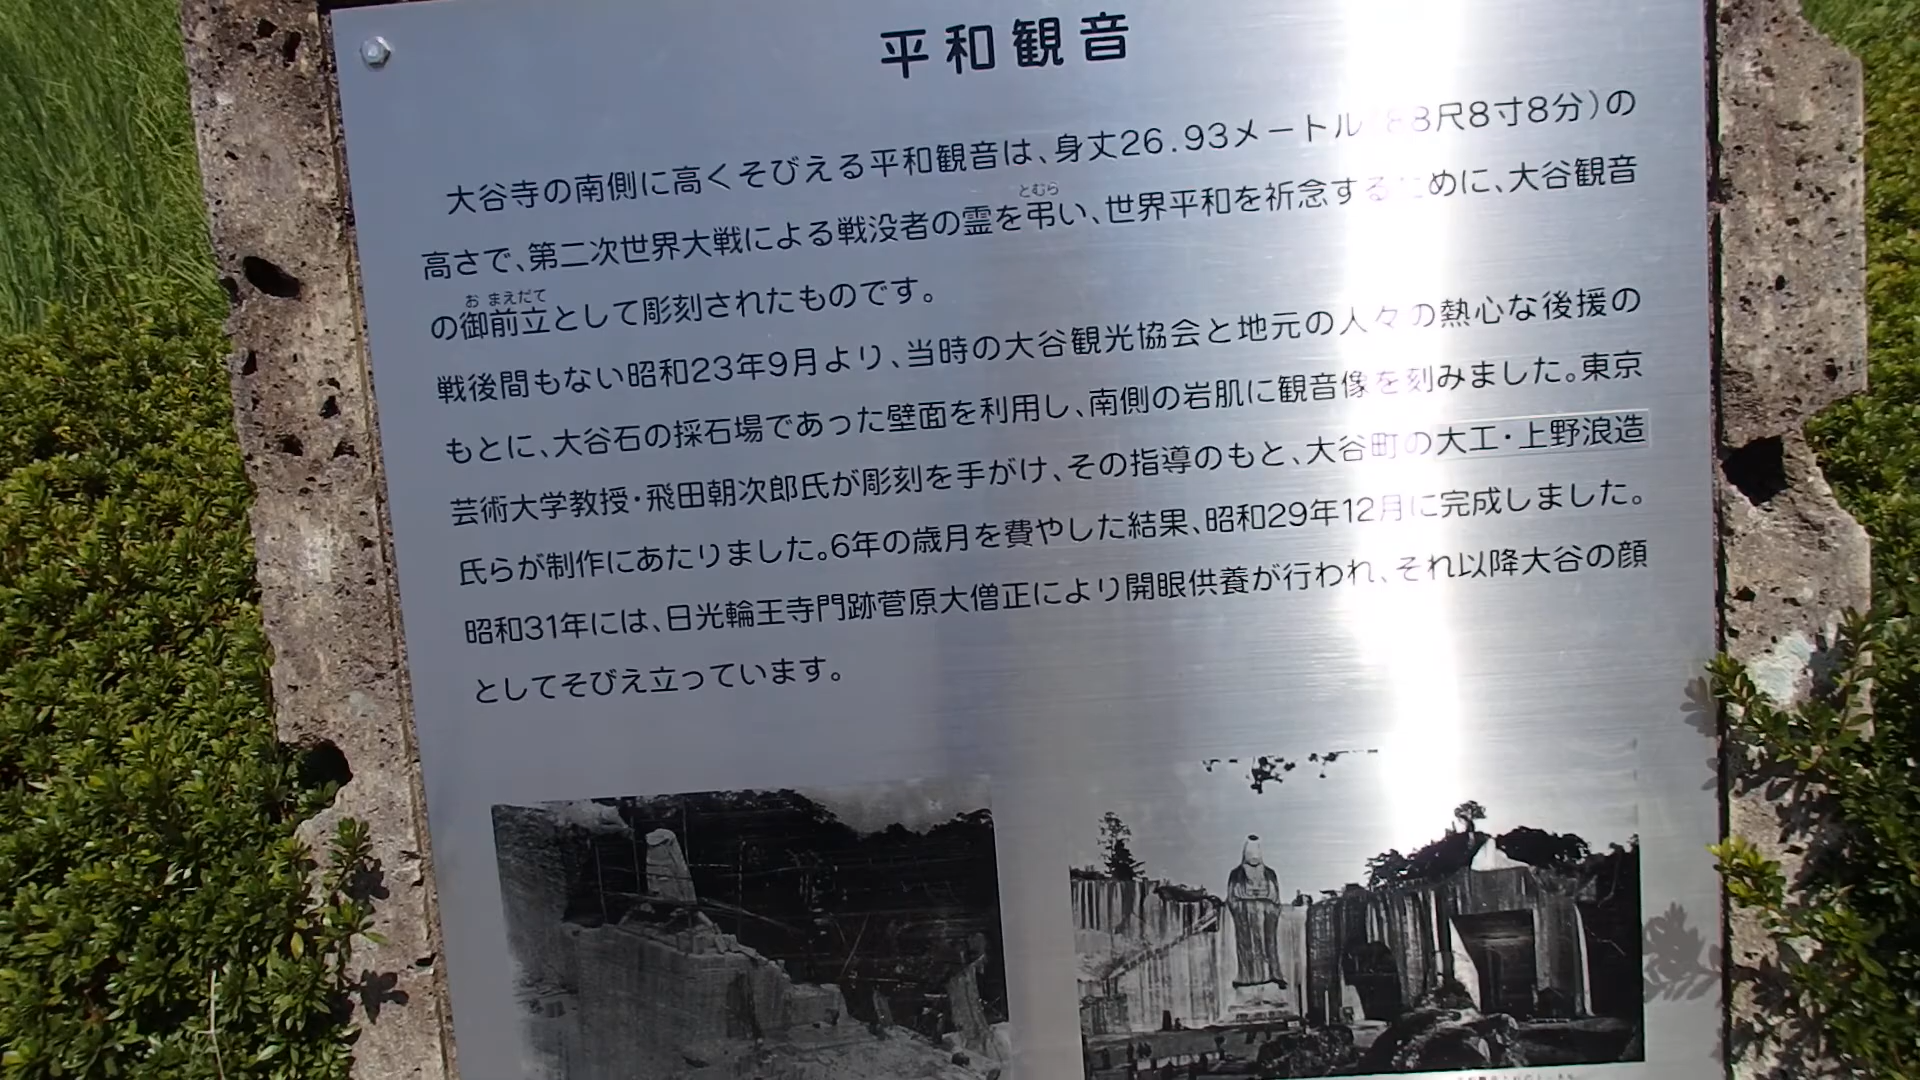 平和観音
大谷寺の南側に高くそびえる平和観音は、身丈26.93メートル(88尺8寸8分)の
高さで、第二次世界大戦による戦没者の霊を弔い、世界平和を祈念するために、大谷観音
とむら
の御前立として彫刻されたものです。
お まえだて
戦後間もない昭和23年9月より、当時の大谷観光協会と地元の人々の熱心な後援の
もとに、大谷石の採石場であった壁面を利用し、南側の岩肌に観音像を刻みました。東京
芸術大学教授・飛田朝次郎氏が彫刻を手がけ、その指導のもと、大谷町の大工・上野浪造
氏らが制作にあたりました。6年の歳月を費やした結果、昭和29年12月に完成しました。
昭和31年には、日光輪王寺門跡菅原大僧正により開眼供養が行われ、それ以降大谷の顔
としてそびえ立っています。